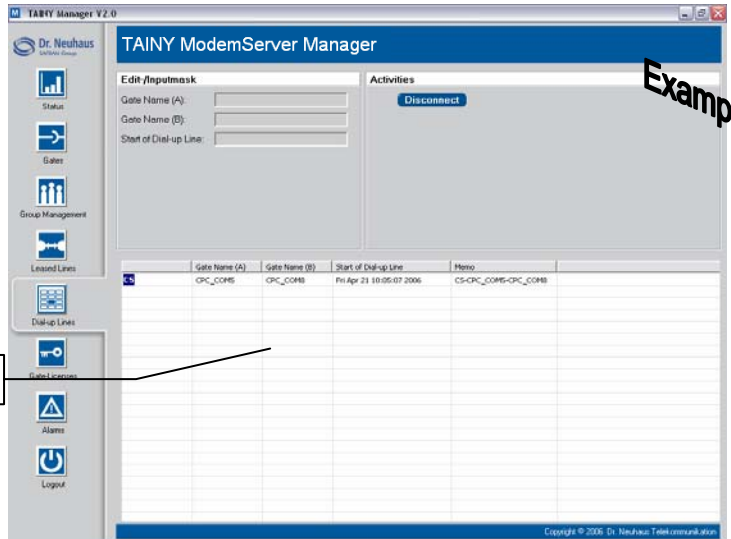 TAINY Manager V2.0
Dr. Neuhaus
TAINY ModemServer Manager
Examp
Edit-/Inputmask
Activities
Gate Name (A):
Disconnect
Gate Name (B):
Start of Dial-up Line:
Status
Gates
Group Management
Leased Lines
Dial-up Lines
Gate-Licenses
Alarms
Logout
Gate Name (A) Gate Name (B) Start of Dial-up Line Memo
CS CPC_COM5 CPC_COM8 Fri Apr 21 10:05:07 2006 CS-CPC_COM5-CPC_COM8
Copyright © 2006 Dr. Neuhaus Telekommunikation